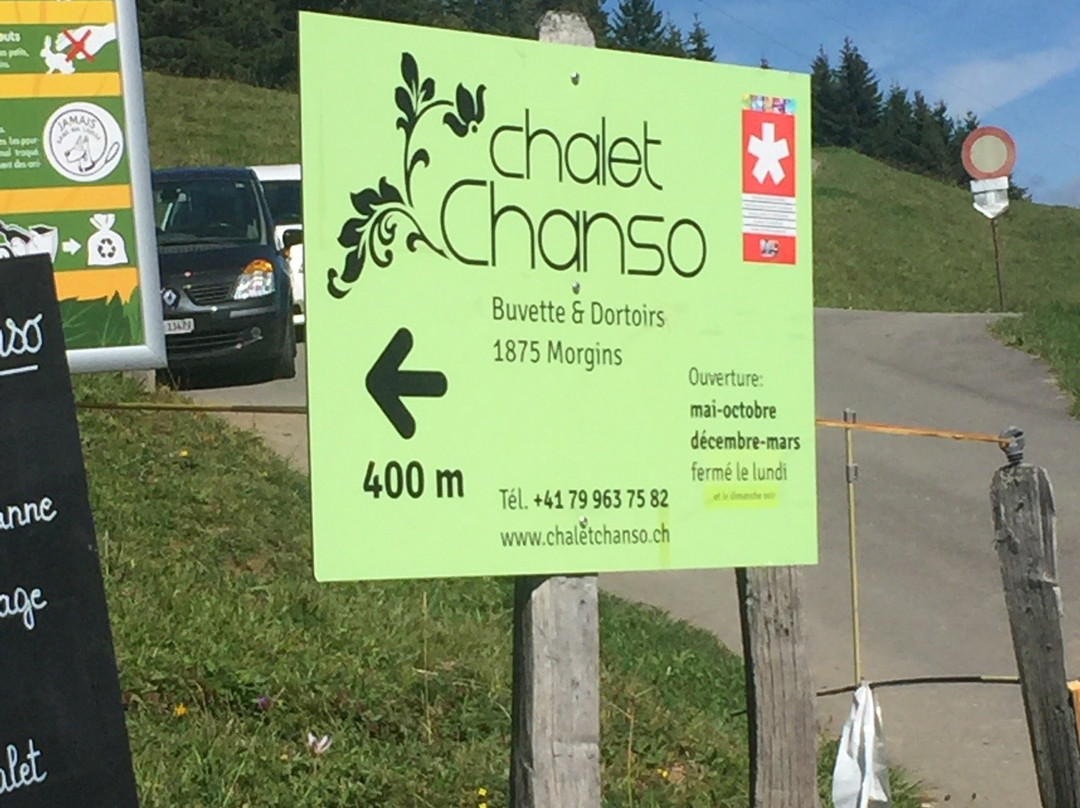 chalet
Chanso
Buvette & Dortoirs
1875 Morgins
400 m
Tél. +41 79 963 75 82
www.chaletchanso.ch
Ouverture:
mai-octobre
décembre-mars
fermé le lundi
et le dimanche soir
JAMAIS